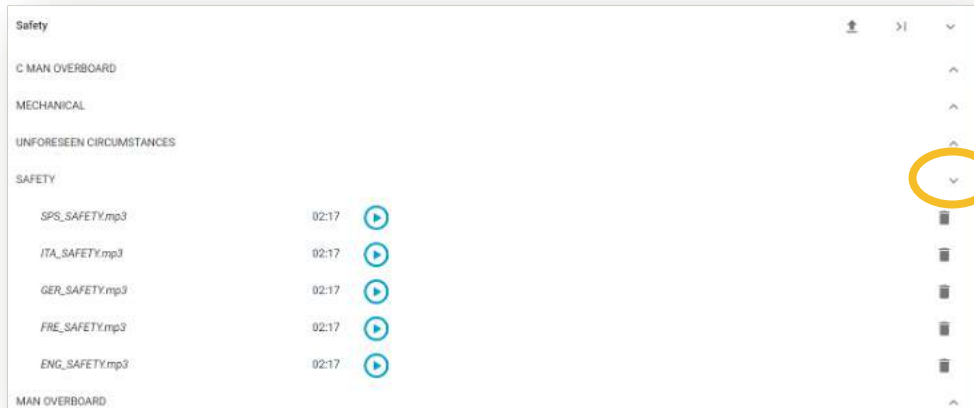 Safety
C MAN OVERBOARD
MECHANICAL
UNFORESEEN CIRCUMSTANCES
SAFETY
SPS_SAFETY.mp3 02:17
ITA_SAFETY.mp3 02:17
GER_SAFETY.mp3 02:17
FRE_SAFETY.mp3 02:17
ENG_SAFETY.mp3 02:17
MAN OVERBOARD